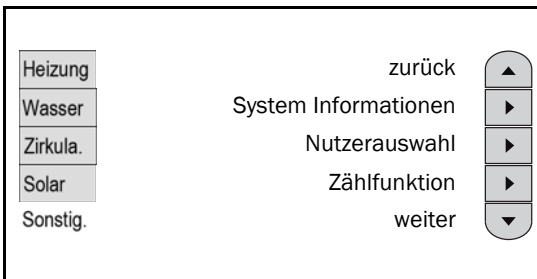 Heizung zurück
Wasser System Informationen
Zirkula. Nutzerauswahl
Solar Zählfunktion
Sonstig. weiter